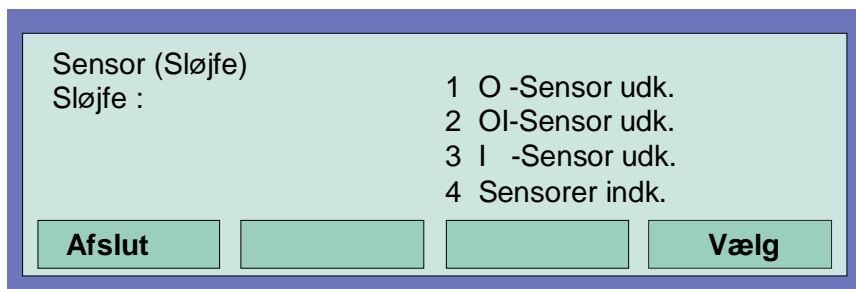 Sensor (Sløjfe)
Sløjfe :
1 O -Sensor udk.
2 OI-Sensor udk.
3 I -Sensor udk.
4 Sensorer indk.
Afslut
Vælg